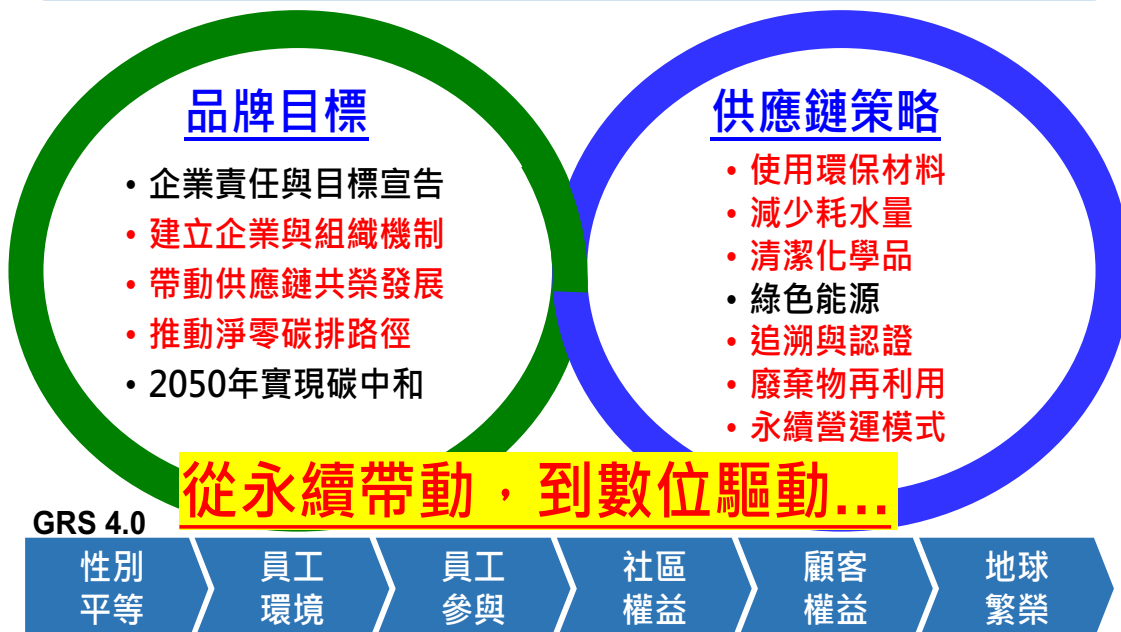 品牌目標
• 企業責任與目標宣告
• 建立企業與組織機制
• 帶動供應鏈共榮發展
• 推動淨零碳排路徑
• 2050年實現碳中和
供應鏈策略
• 使用環保材料
• 減少耗水量
• 清潔化學品
• 綠色能源
• 追溯與認證
• 廢棄物再利用
• 永續營運模式
從永續帶動，到數位驅動...
GRS 4.0
性別
平等
員工
環境
員工
參與
社區
權益
顧客
權益
地球
繁榮